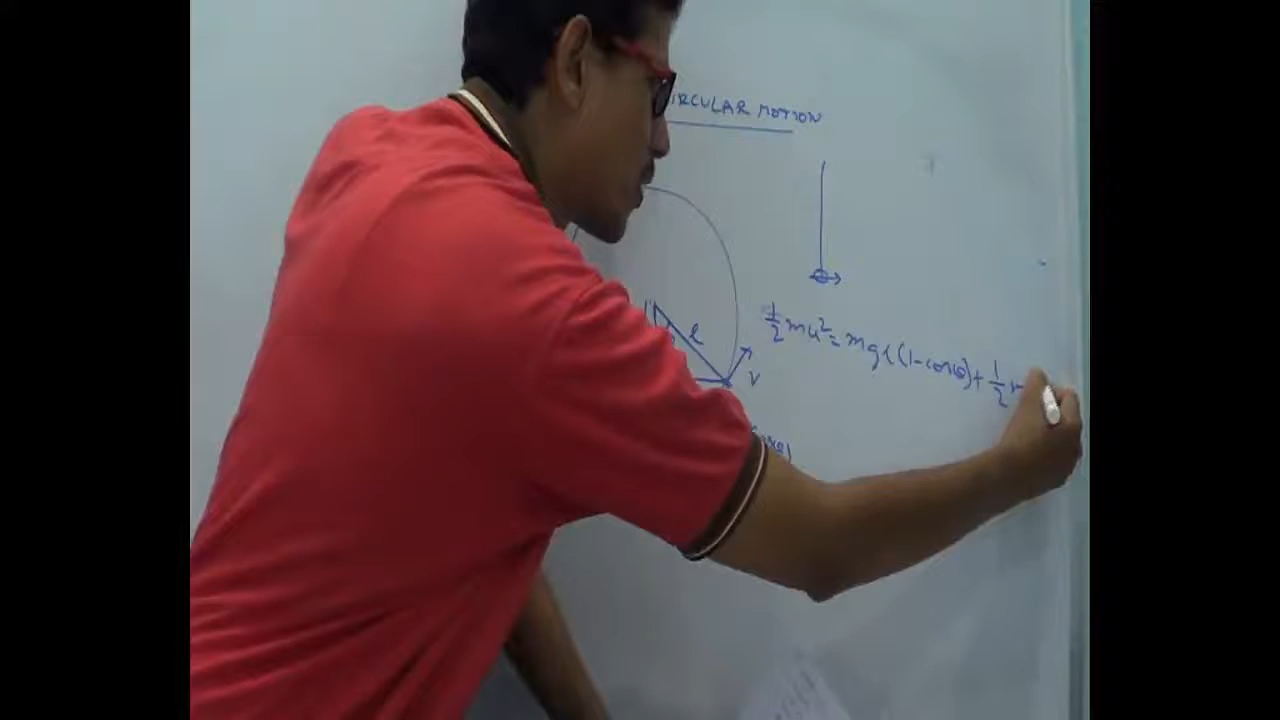 IRCULAR MOTION
l
½mu²= mgl(1-cosθ)+ ½
V